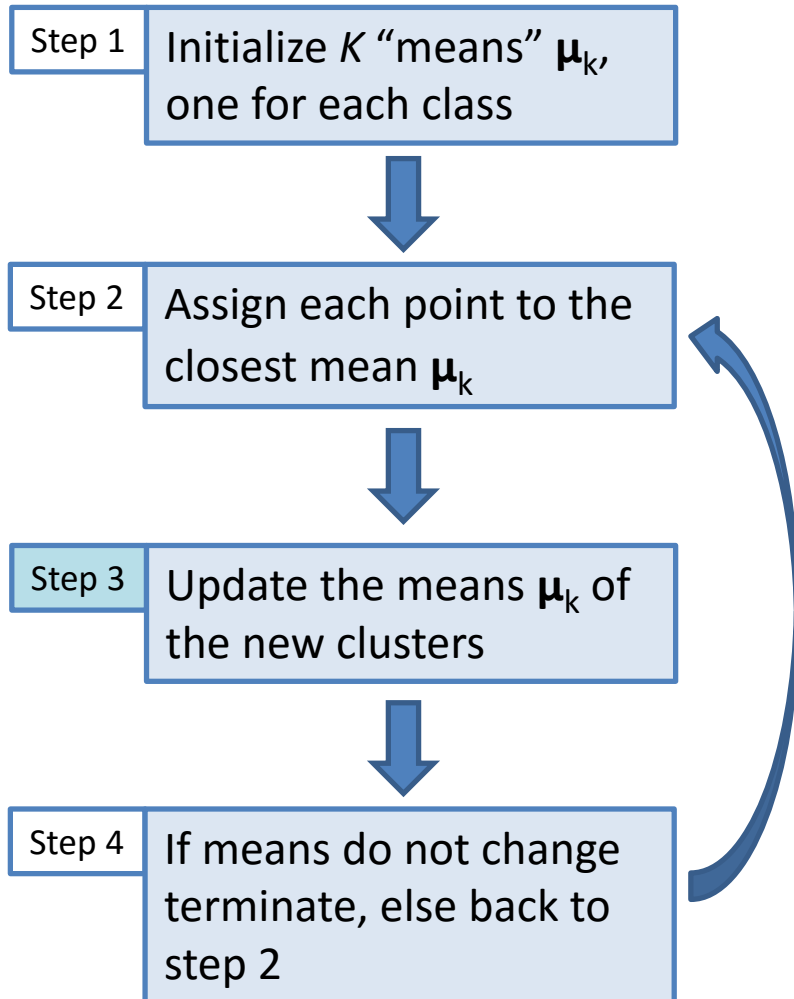 Step 1
Initialize K “means” μk,
one for each class
Step 2
Assign each point to the
closest mean μk
Step 3
Update the means μk of
the new clusters
Step 4
If means do not change
terminate, else back to
step 2